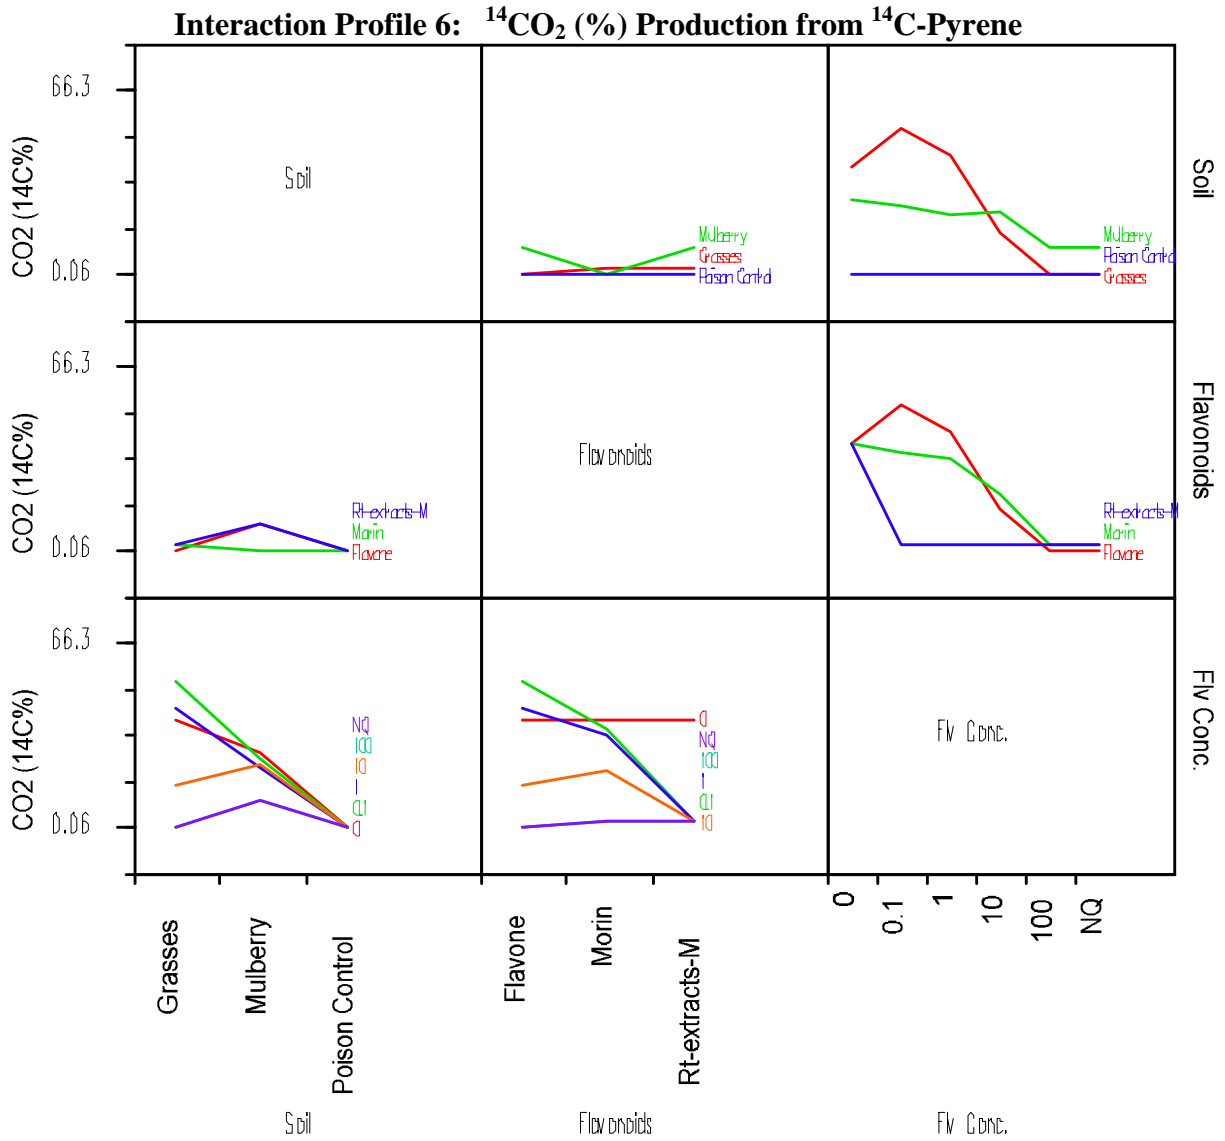 Interaction Profile 6: ¹⁴CO₂ (%) Production from ¹⁴C-Pyrene
66.3
CO2 (14C%)
0.06
Soil
Mulberry
Grasses
Poison Control
Mulberry
Poison Control
Grasses
Soil
66.3
CO2 (14C%)
0.06
Rt-extracts-M
Morin
Flavone
Flavonoids
Rt-extracts-M
Morin
Flavone
Flavonoids
66.3
CO2 (14C%)
0.06
NQ
100
10
1
0.1
0
0
NQ
100
1
0.1
10
Flv Conc.
Flv Conc.
Grasses
Mulberry
Poison Control
Flavone
Morin
Rt-extracts-M
0
0.1
1
10
100
NQ
Soil
Flavonoids
Flv Conc.